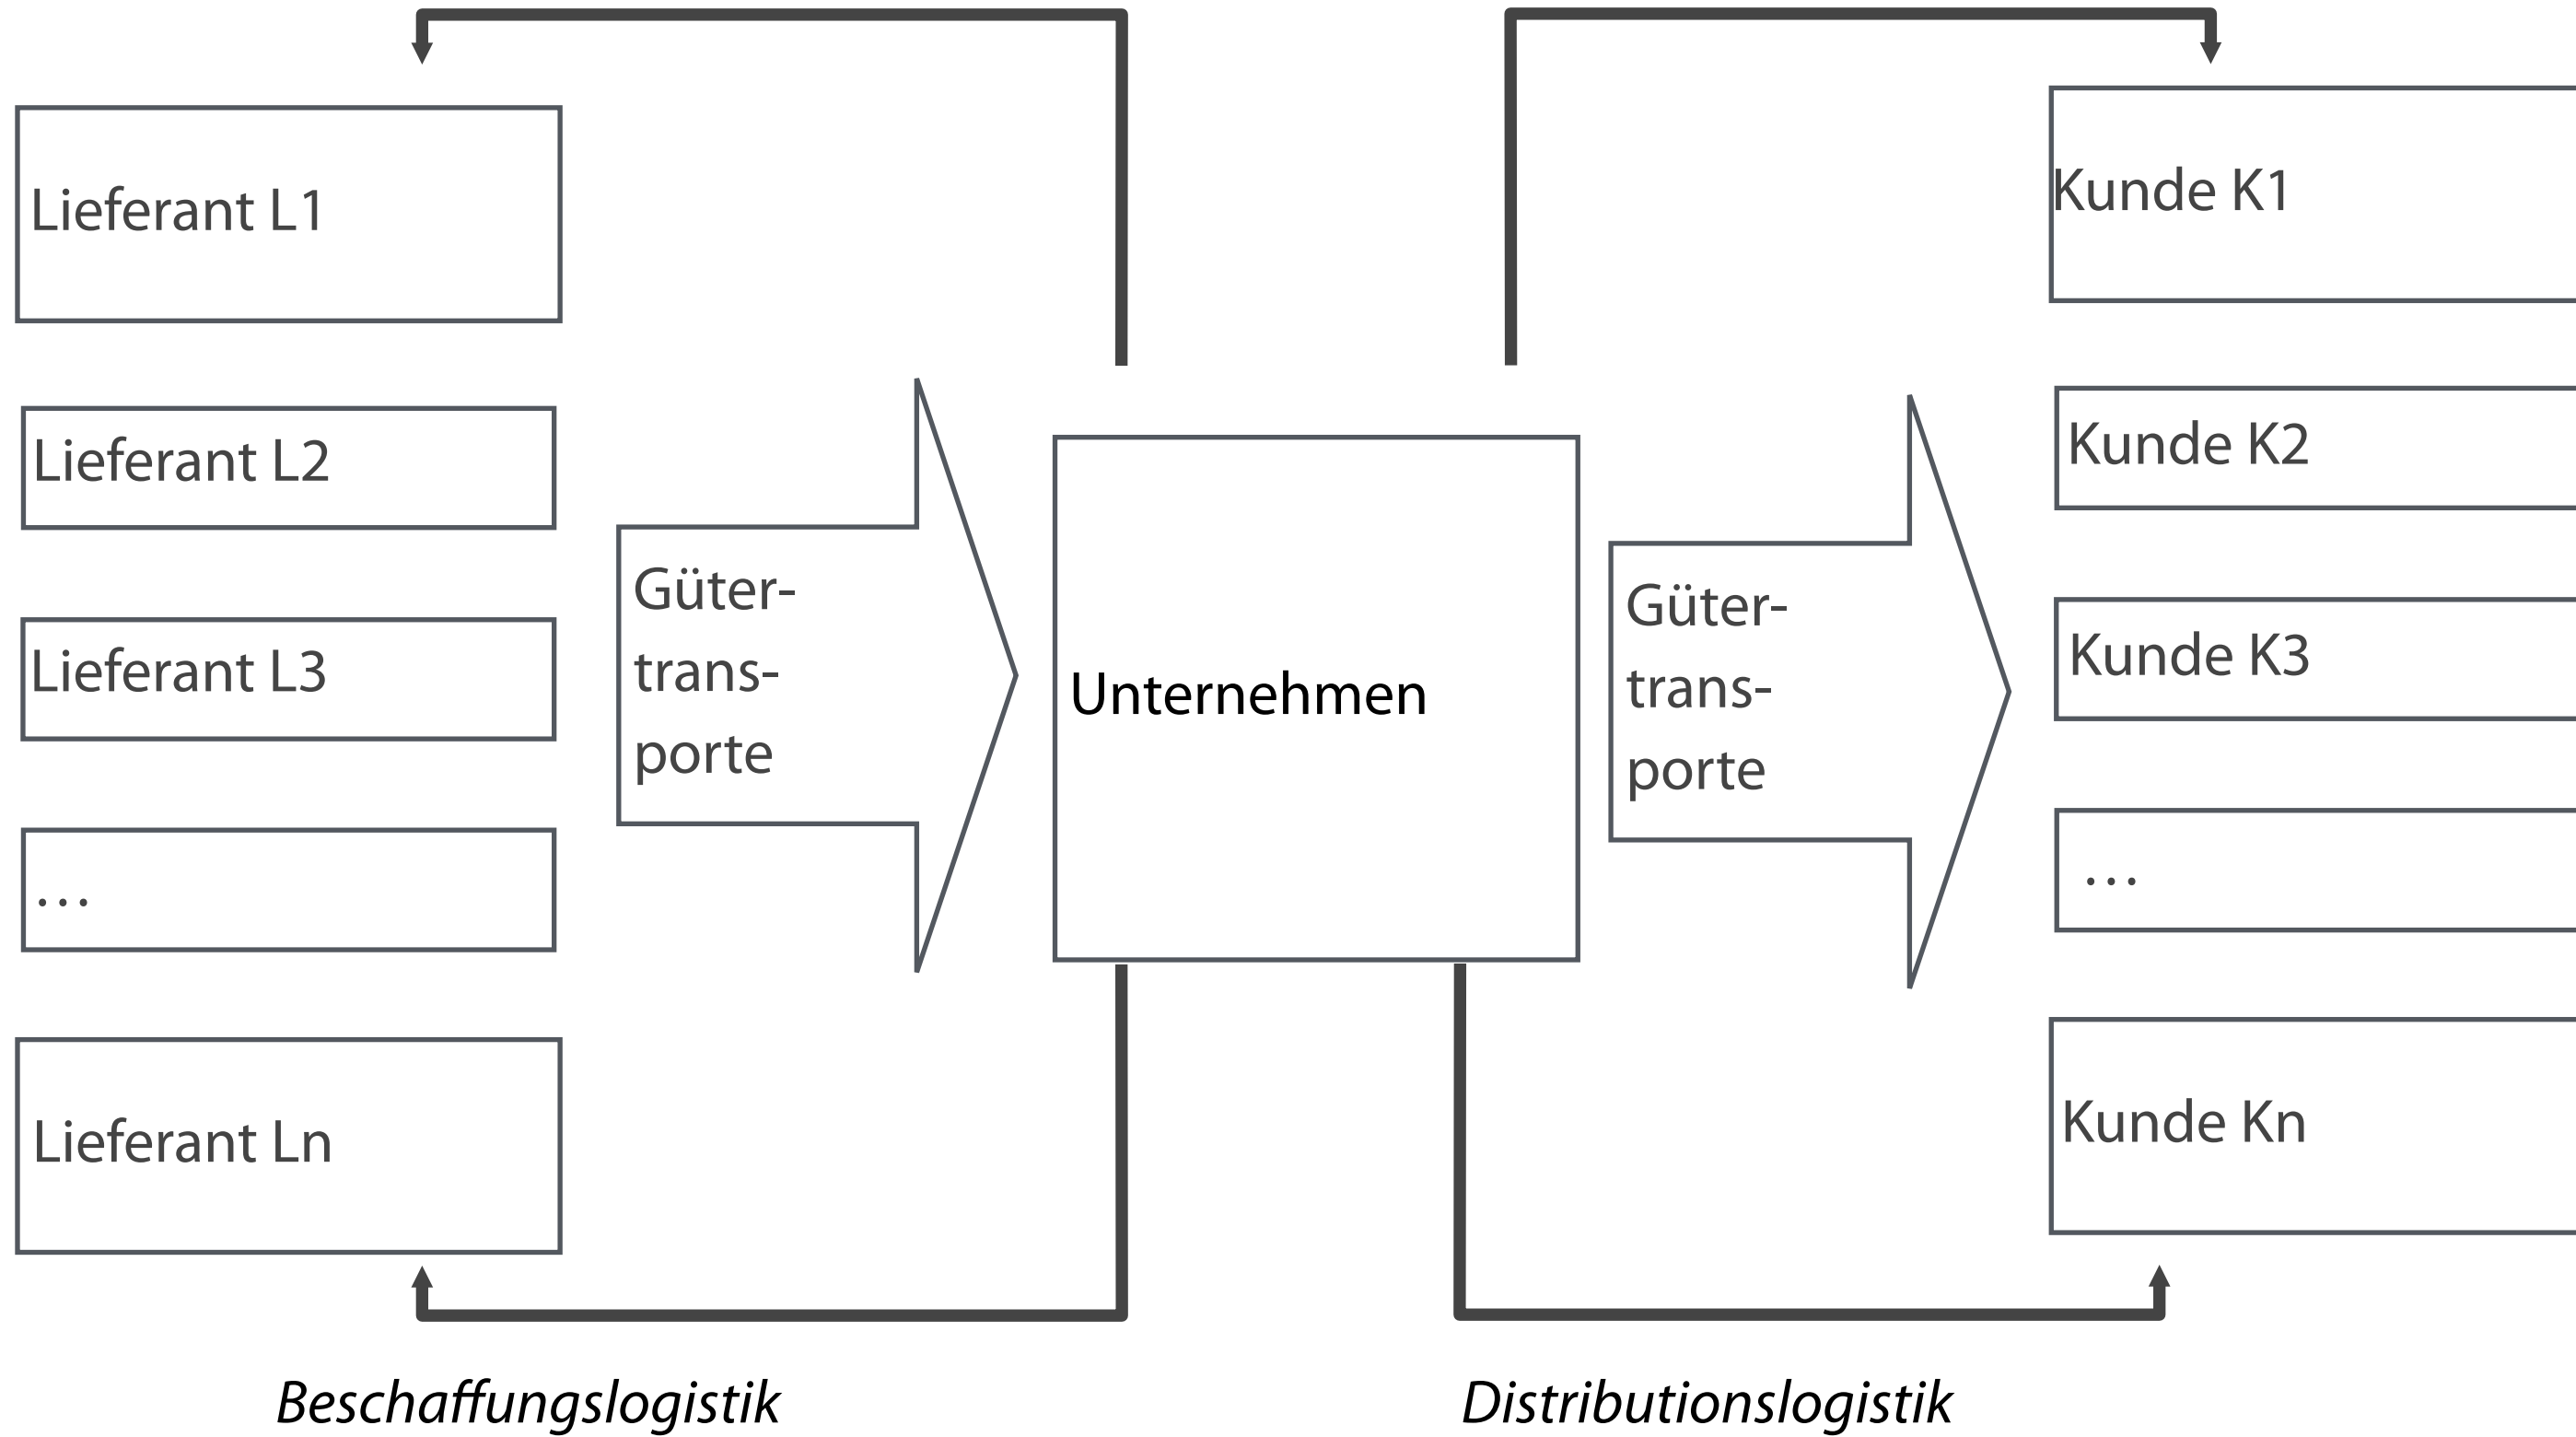 Lieferant L1
Lieferant L2
Lieferant L3
...
Lieferant Ln
Güter-
trans-
porte
Unternehmen
Güter-
trans-
porte
Kunde K1
Kunde K2
Kunde K3
...
Kunde Kn
Beschaffungslogistik
Distributionslogistik